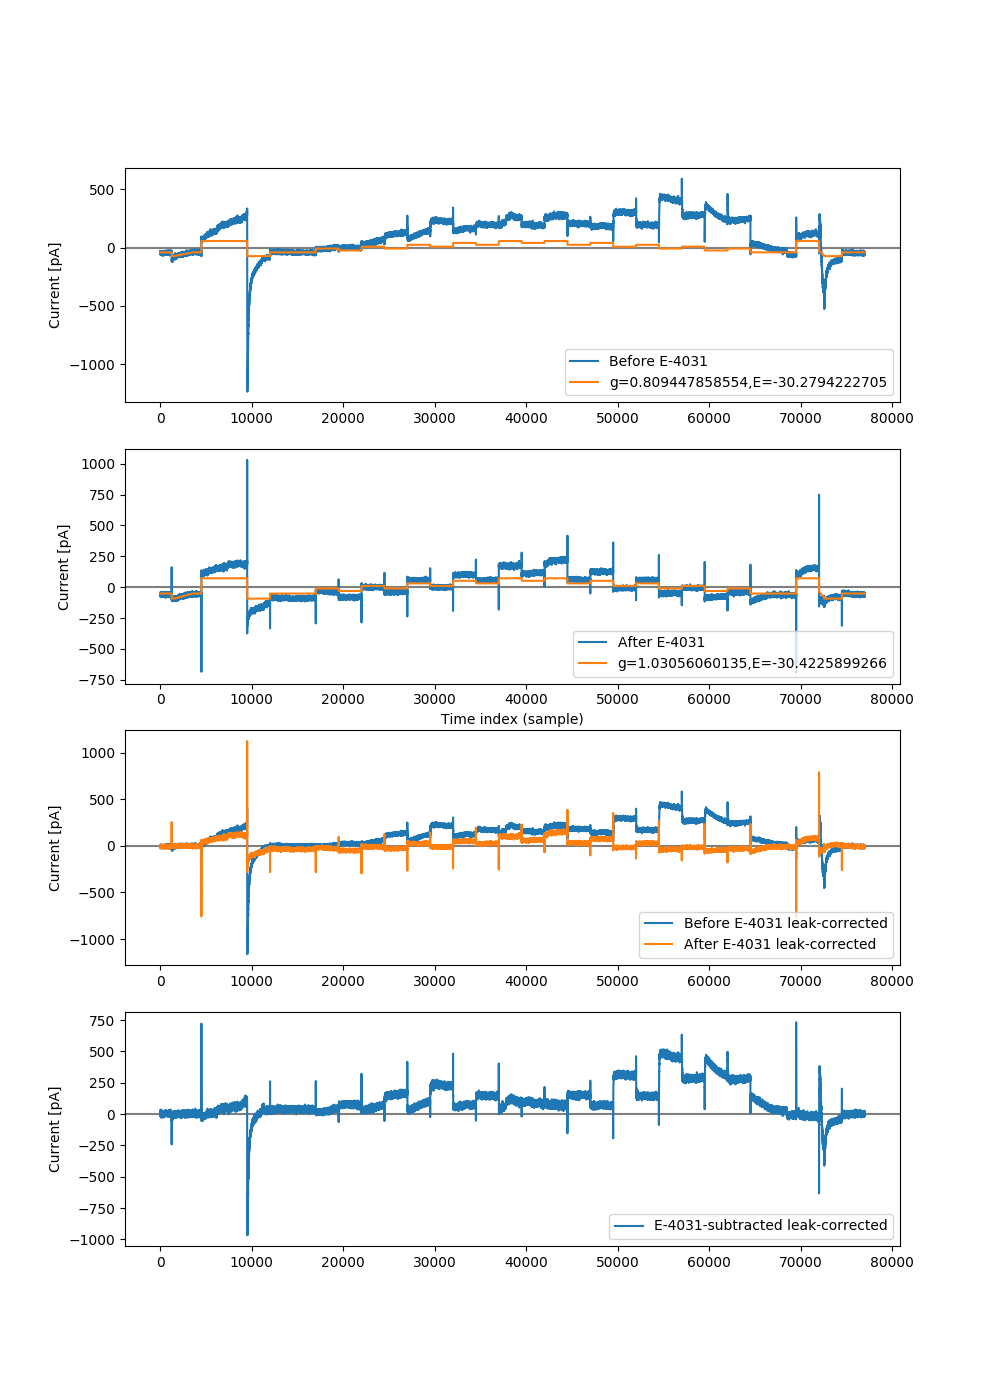 500
0
−500
−1000
Current [pA]
Before E-4031
g=0.809447858554,E=-30.2794222705
0 10000 20000 30000 40000 50000 60000 70000 80000
1000
750
500
250
0
−250
−500
−750
Current [pA]
After E-4031
g=1.03056060135,E=-30.4225899266
0 10000 20000 30000 40000 50000 60000 70000 80000
Time index (sample)
1000
500
0
−500
−1000
Current [pA]
Before E-4031 leak-corrected
After E-4031 leak-corrected
0 10000 20000 30000 40000 50000 60000 70000 80000
750
500
250
0
−250
−500
−750
−1000
Current [pA]
E-4031-subtracted leak-corrected
0 10000 20000 30000 40000 50000 60000 70000 80000